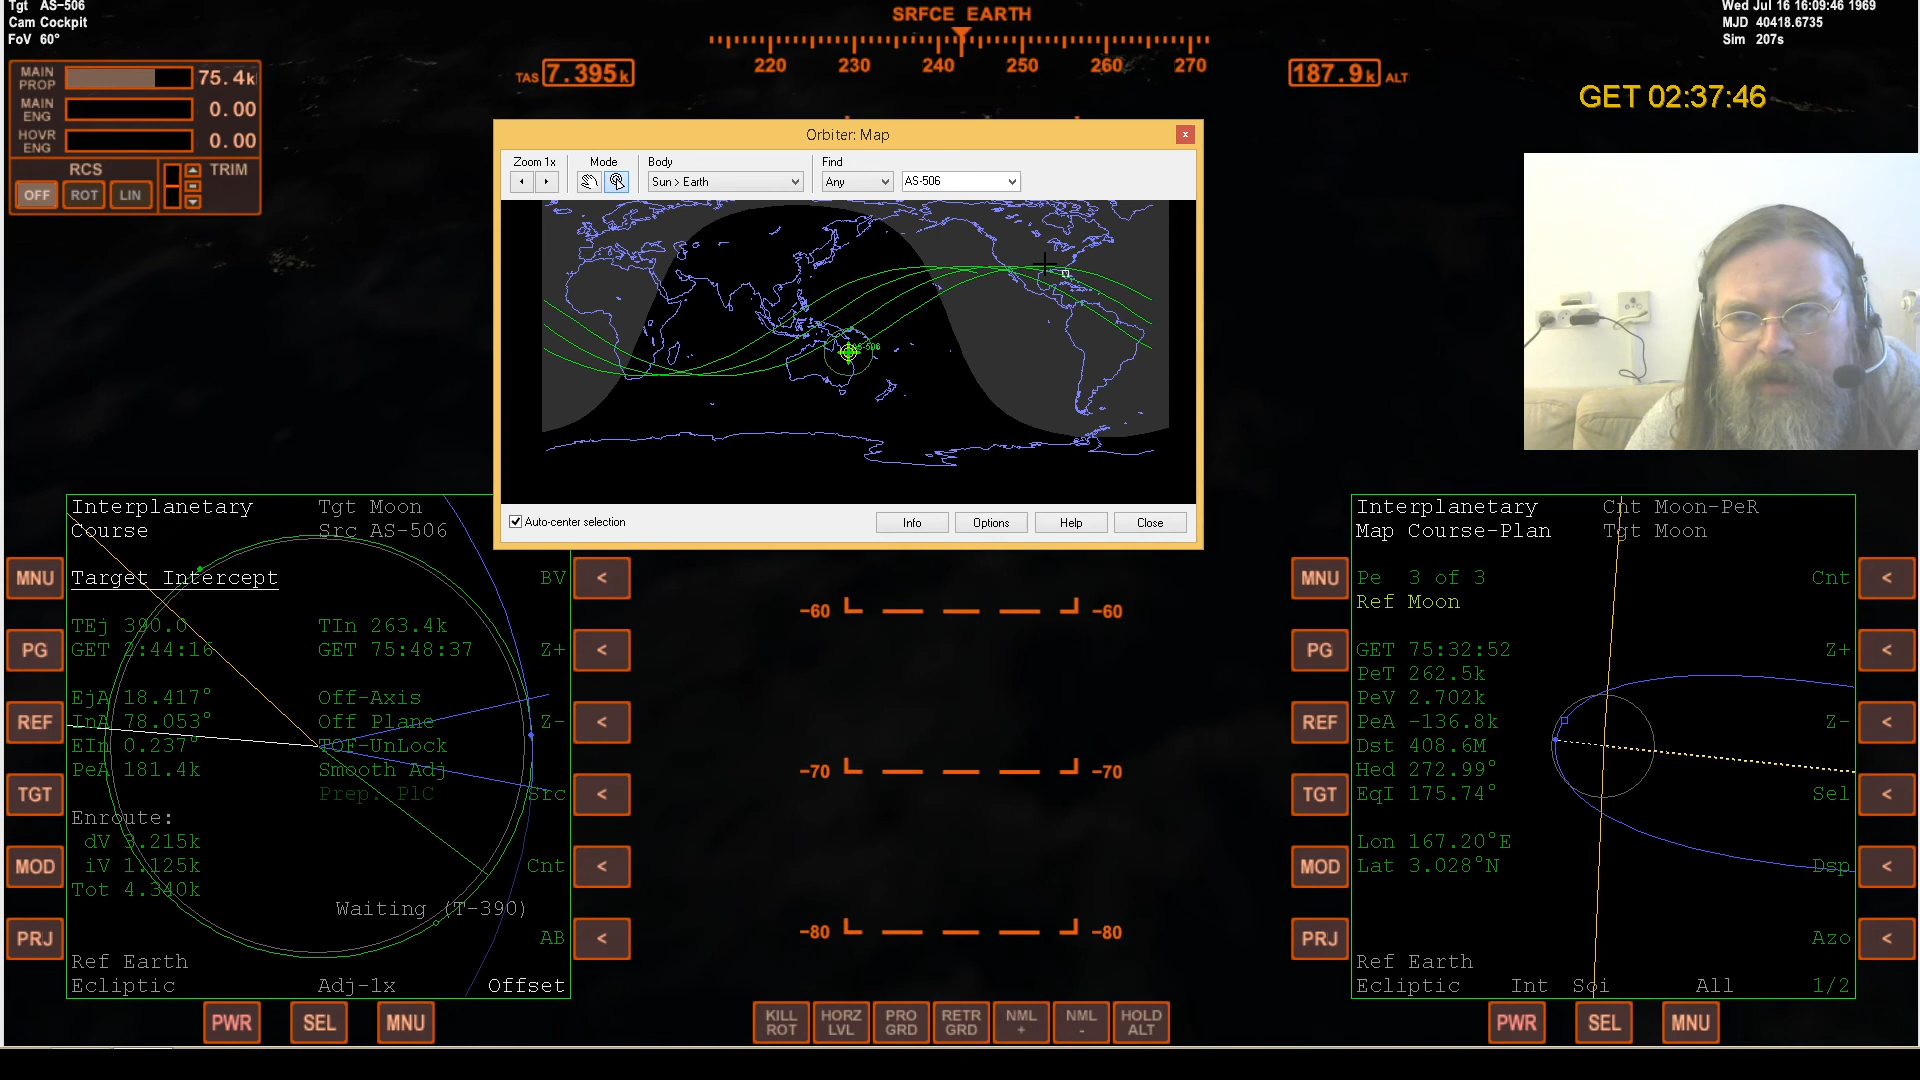 Tgt AS-506
Cam Cockpit
FoV 60°
SRFCE EARTH
220 230 240 250 260 270
TAS 7.395k
187.9k ALT
Wed Jul 16 16:09:46 1969
MJD 40418.6735
Sim 207s
GET 02:37:46
MAIN PROP 75.4k
MAIN ENG 0.00
HOVR ENG 0.00
RCS
TRIM
OFF ROT LIN
Orbiter: Map
x
Zoom 1x Mode Body Find
Sun > Earth Any AS-506
AS-506
Auto-center selection
Info Options Help Close
Interplanetary Tgt Moon
Course Src AS-506
Target Intercept
TEj 390.0 TIn 263.4k
GET 2:44:16 GET 75:48:37
EjA 18.417° Off-Axis
InA 78.053° Off Plane
EIn 0.237° TOF-UnLock
PeA 181.4k Smooth Adj
Prep. PlC
Enroute:
dV 3.215k
iV 1.125k
Tot 4.340k
Waiting (T-390)
Ref Earth
Ecliptic Adj-1x Offset
BV
Z+
Z-
Src
Cnt
AB
MNU
PG
REF
TGT
MOD
PRJ
<
<
<
<
<
<
PWR SEL MNU
-60 -60
-70 -70
-80 -80
KILL ROT
HORZ LVL
PRO GRD
RETR GRD
NML +
NML -
HOLD ALT
Interplanetary Cnt Moon-PeR
Map Course-Plan Tgt Moon
Pe 3 of 3
Ref Moon
GET 75:32:52
PeT 262.5k
PeV 2.702k
PeA -136.8k
Dst 408.6M
Hed 272.99°
EqI 175.74°
Lon 167.20°E
Lat 3.028°N
Ref Earth
Ecliptic Int Soi All 1/2
Cnt
Z+
Z-
Sel
Dsp
Azo
MNU
PG
REF
TGT
MOD
PRJ
<
<
<
<
<
<
PWR SEL MNU